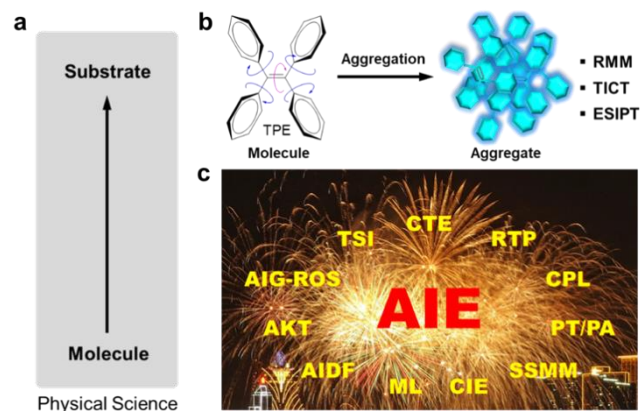 a
Substrate
Molecule
Physical Science
b
TPE
Molecule
Aggregation
Aggregate
▪ RMM
▪ TICT
▪ ESIPT
c
CTE
TSI
RTP
AIG-ROS
CPL
AIE
AKT
PT/PA
AIDF
SSMM
ML
CIE